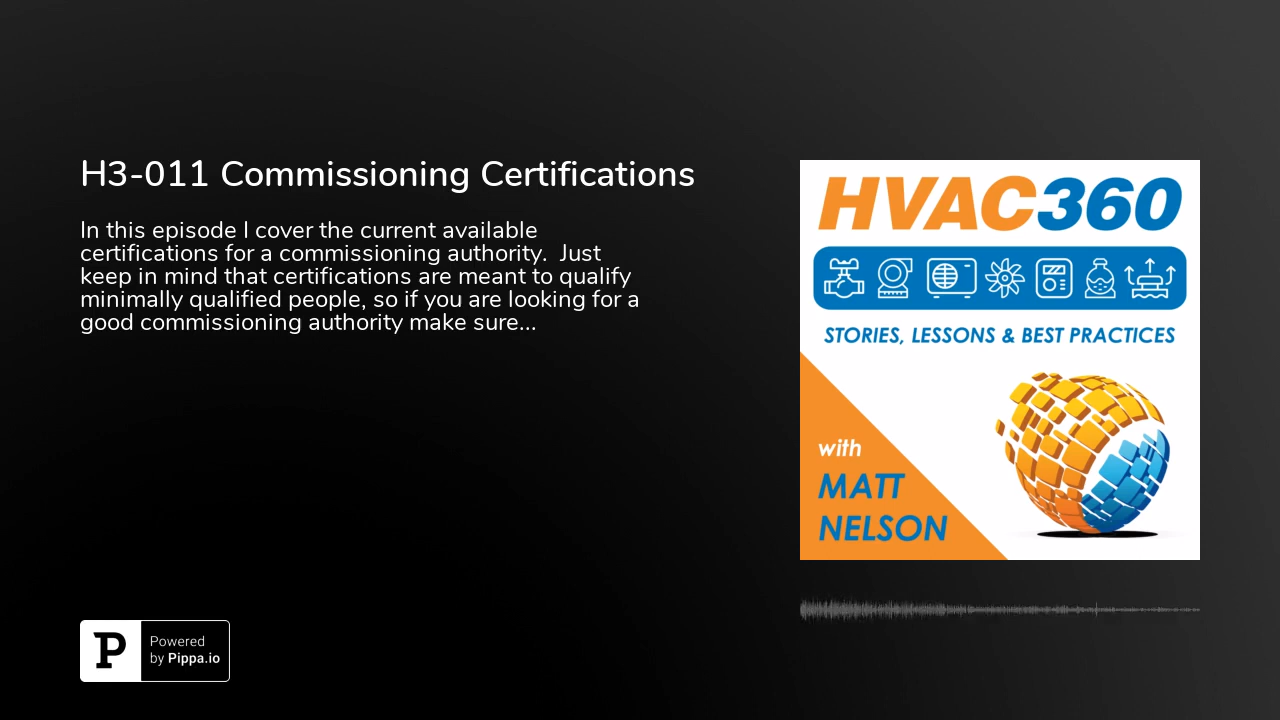 H3-011 Commissioning Certifications
In this episode I cover the current available
certifications for a commissioning authority.  Just
keep in mind that certifications are meant to qualify
minimally qualified people, so if you are looking for a
good commissioning authority make sure...
HVAC360
STORIES, LESSONS & BEST PRACTICES
with
MATT
NELSON
P
Powered
by Pippa.io